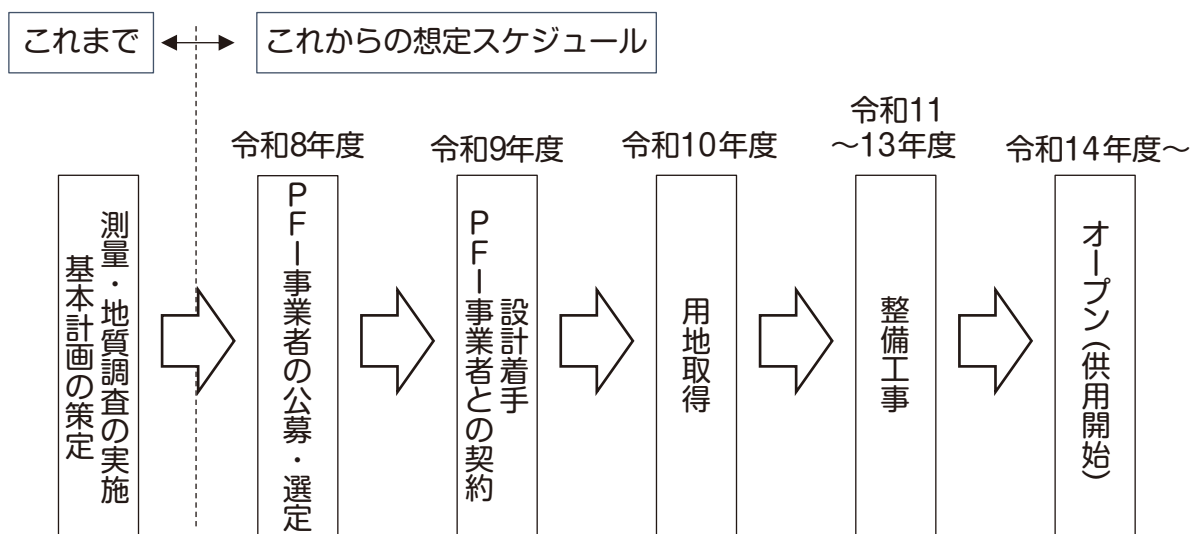 これまで
これからの想定スケジュール
測量・地質調査の実施
基本計画の策定
令和8年度
PFI事業者の公募・選定
令和9年度
設計着手
PFI事業者との契約
令和10年度
用地取得
令和11
～13年度
整備工事
令和14年度～
オープン（供用開始）